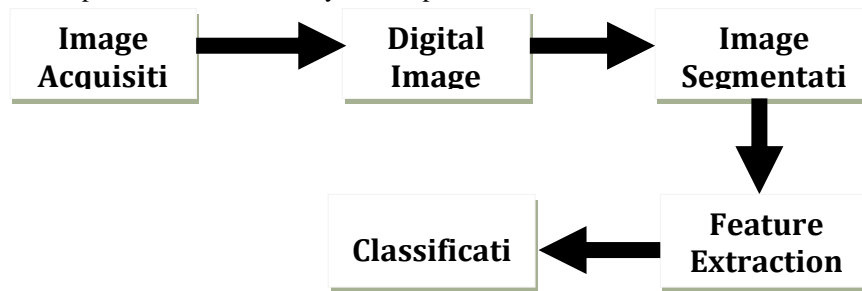 Image
Acquisiti
Digital
Image
Image
Segmentati
Feature
Extraction
Classificati